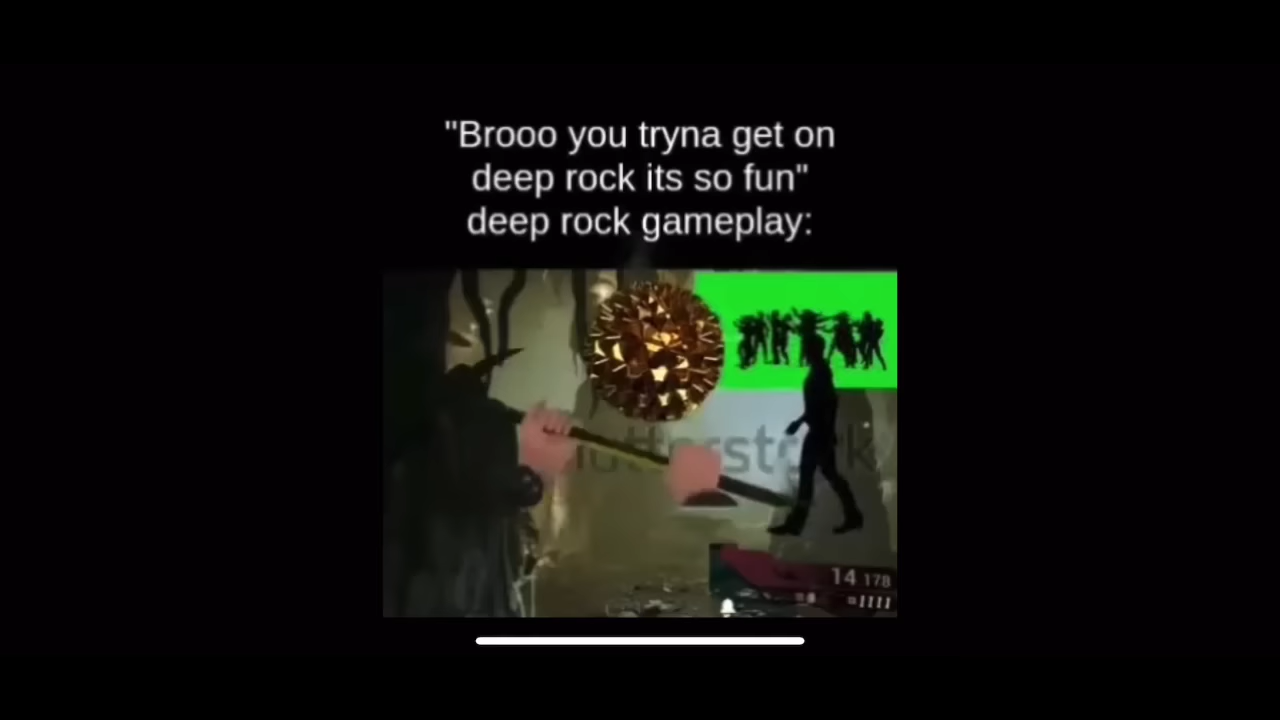 "Brooo you tryna get on
deep rock its so fun"
deep rock gameplay:
14 178